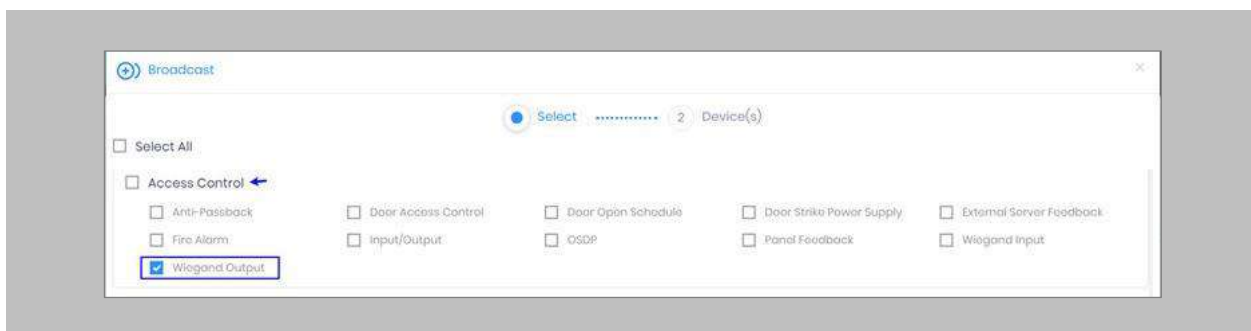 Broadcast
Select 2 Device(s)
Select All
Access Control
Anti-Passback Door Access Control Door Open Schedule Door Strike Power Supply External Server Feedback
Fire Alarm Input/Output OSDP Panel Feedback Wiegand Input
Wiegand Output